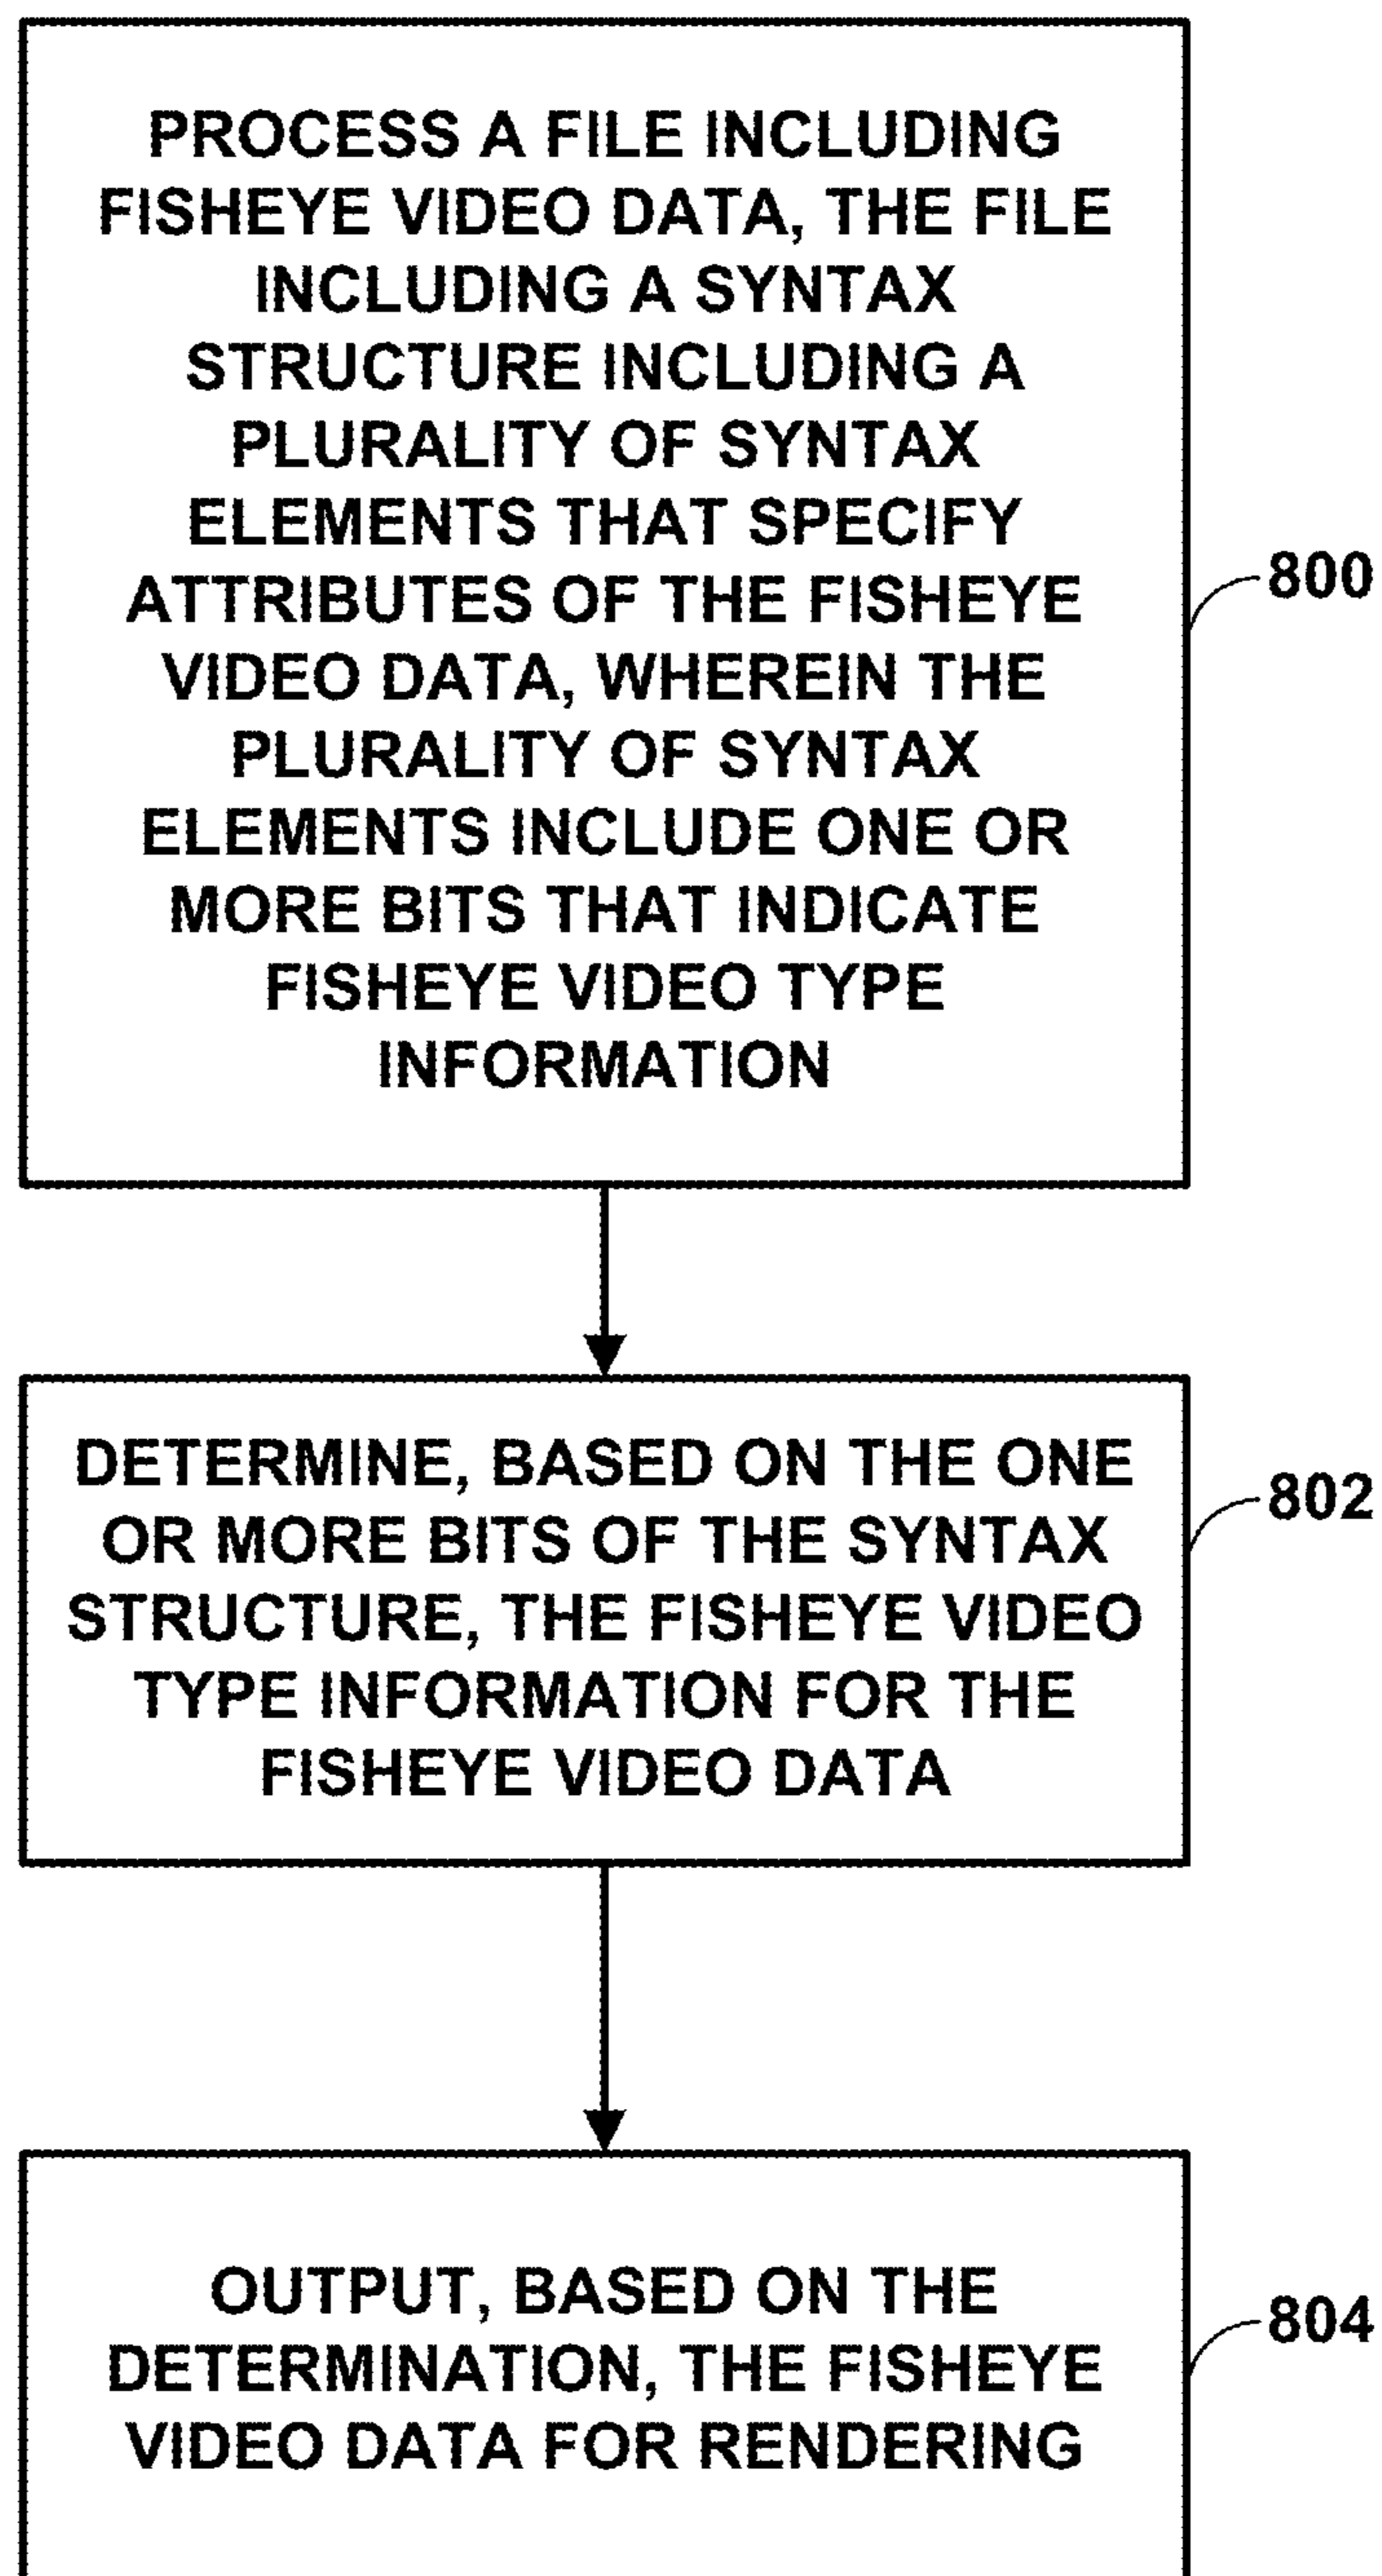 PROCESS A FILE INCLUDING
FISHEYE VIDEO DATA, THE FILE
INCLUDING A SYNTAX
STRUCTURE INCLUDING A
PLURALITY OF SYNTAX
ELEMENTS THAT SPECIFY
ATTRIBUTES OF THE FISHEYE
VIDEO DATA, WHEREIN THE
PLURALITY OF SYNTAX
ELEMENTS INCLUDE ONE OR
MORE BITS THAT INDICATE
FISHEYE VIDEO TYPE
INFORMATION
800
DETERMINE, BASED ON THE ONE
OR MORE BITS OF THE SYNTAX
STRUCTURE, THE FISHEYE VIDEO
TYPE INFORMATION FOR THE
FISHEYE VIDEO DATA
802
OUTPUT, BASED ON THE
DETERMINATION, THE FISHEYE
VIDEO DATA FOR RENDERING
804